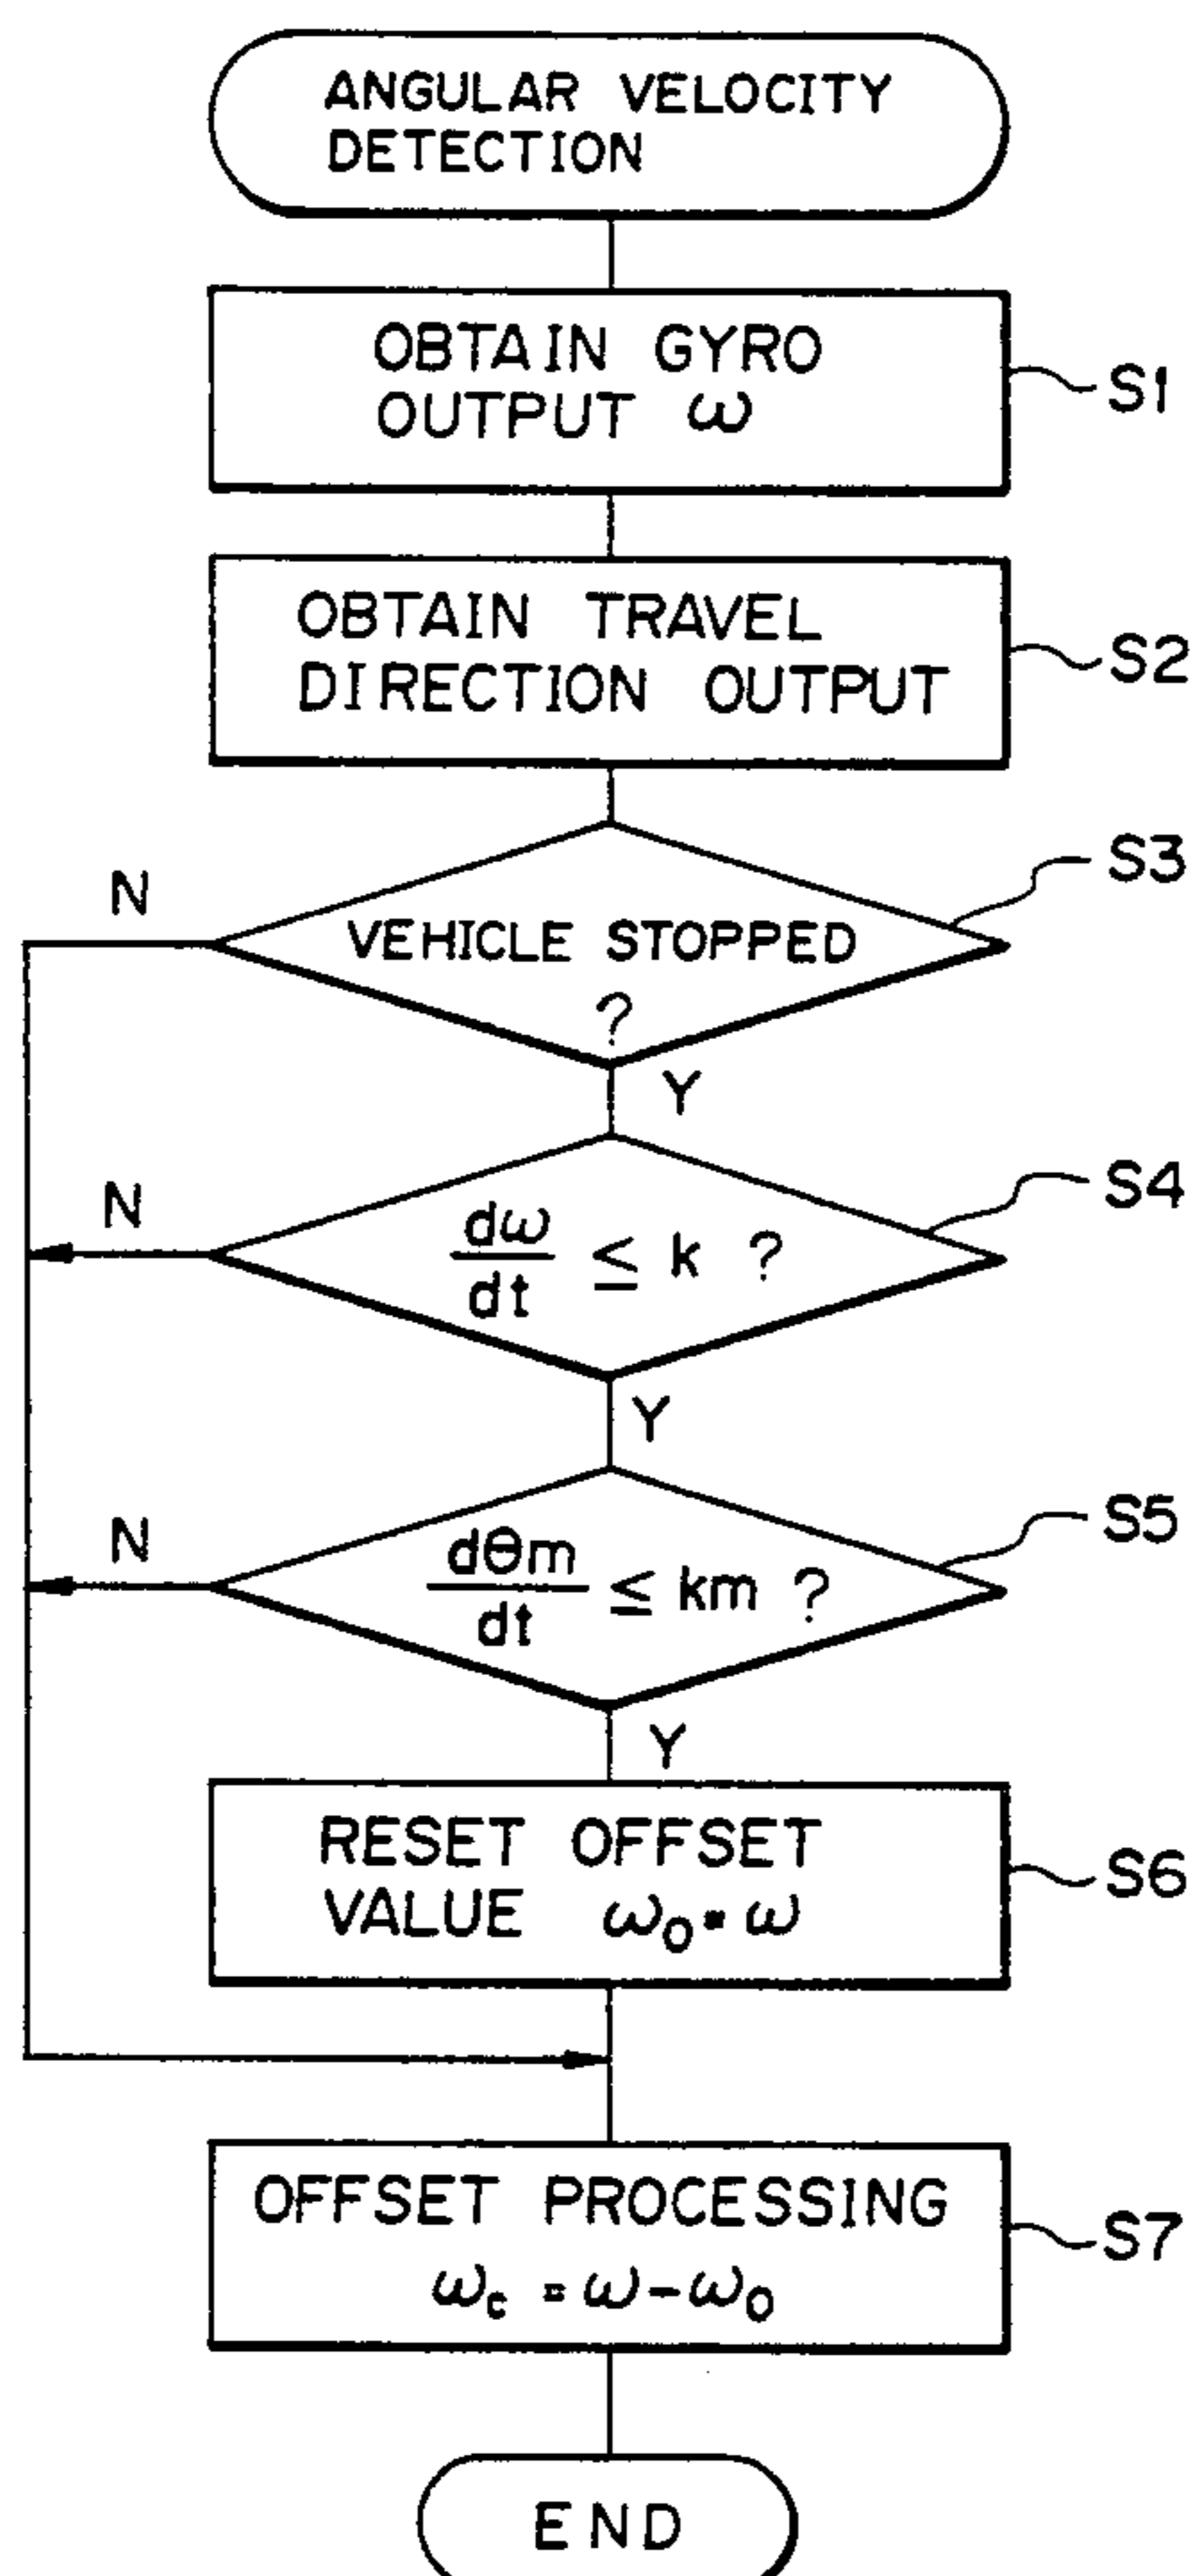 ANGULAR VELOCITY
DETECTION
OBTAIN GYRO
OUTPUT ω
S1
OBTAIN TRAVEL
DIRECTION OUTPUT
S2
S3
N
VEHICLE STOPPED
?
Y
S4
N
dω
dt
≤ k ?
Y
S5
N
dθm
dt
≤ km ?
Y
RESET OFFSET
VALUE ω₀ = ω
S6
OFFSET PROCESSING
ω꜀ = ω − ω₀
S7
END